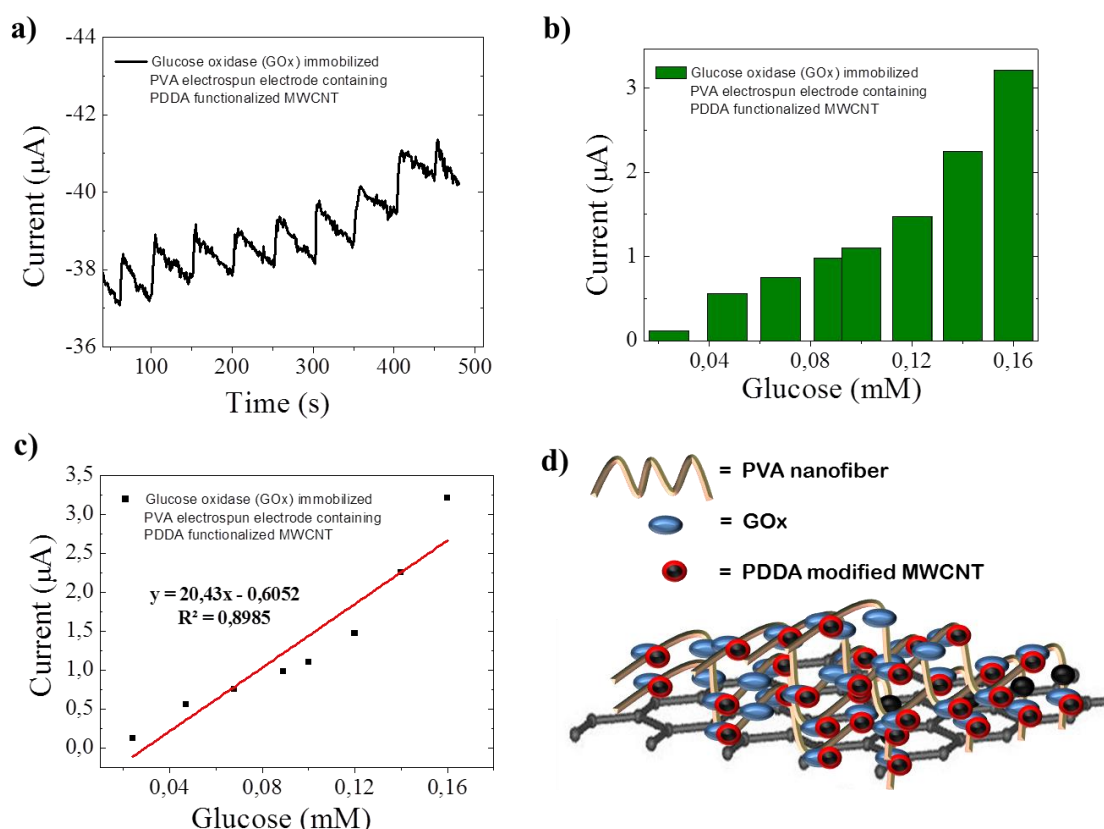 a)
-44
-42
-40
-38
-36
Current (µA)
Glucose oxidase (GOx) immobilized
PVA electrospun electrode containing
PDDA functionalized MWCNT
100 200 300 400 500
Time (s)
b)
3
2
1
0
Current (µA)
Glucose oxidase (GOx) immobilized
PVA electrospun electrode containing
PDDA functionalized MWCNT
0,04 0,08 0,12 0,16
Glucose (mM)
c)
3,5
3,0
2,5
2,0
1,5
1,0
0,5
0,0
Current (µA)
Glucose oxidase (GOx) immobilized
PVA electrospun electrode containing
PDDA functionalized MWCNT
y = 20,43x - 0,6052
R² = 0,8985
0,04 0,08 0,12 0,16
Glucose (mM)
d)
= PVA nanofiber
= GOx
= PDDA modified MWCNT